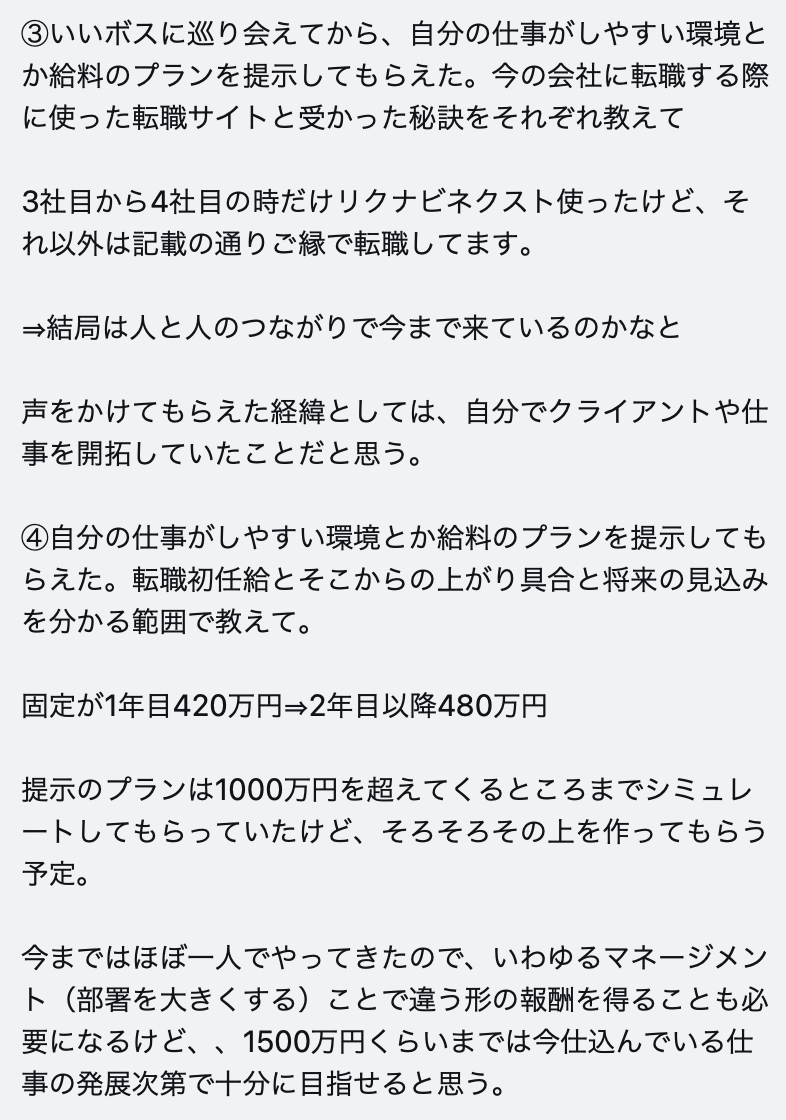 ③いいボスに巡り会えてから、自分の仕事がしやすい環境と
か給料のプランを提示してもらえた。今の会社に転職する際
に使った転職サイトと受かった秘訣をそれぞれ教えて
3社目から4社目の時だけリクナビネクスト使ったけど、そ
れ以外は記載の通りご縁で転職してます。
⇒結局は人と人のつながりで今まで来ているのかなと
声をかけてもらえた経緯としては、自分でクライアントや仕
事を開拓していたことだと思う。
④自分の仕事がしやすい環境とか給料のプランを提示しても
らえた。転職初任給とそこからの上がり具合と将来の見込み
を分かる範囲で教えて。
固定が1年目420万円⇒2年目以降480万円
提示のプランは1000万円を超えてくるところまでシミュレ
ートしてもらっていたけど、そろそろその上を作ってもらう
予定。
今まではほぼ一人でやってきたので、いわゆるマネージメン
ト（部署を大きくする）ことで違う形の報酬を得ることも必
要になるけど、、1500万円くらいまでは今仕込んでいる仕
事の発展次第で十分に目指せると思う。